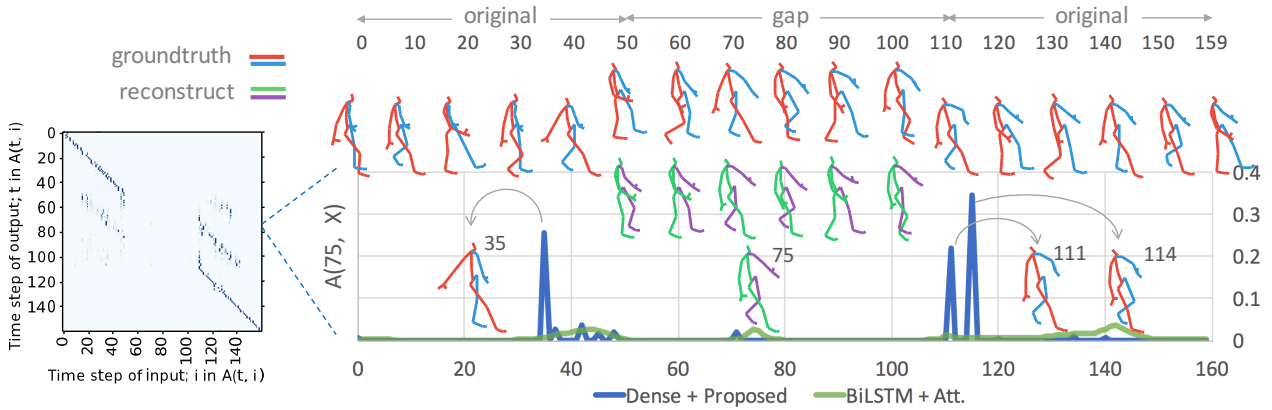 original gap original
0 10 20 30 40 50 60 70 80 90 100 110 120 130 140 150 159
groundtruth
reconstruct
0
20
40
60
80
100
120
140
0 20 40 60 80 100 120 140
Time step of output; t in A(t, i)
Time step of input; i in A(t, i)
A(75, X)
35
75
111
114
0.4
0.3
0.2
0.1
0
0 20 40 60 80 100 120 140 160
Dense + Proposed BiLSTM + Att.